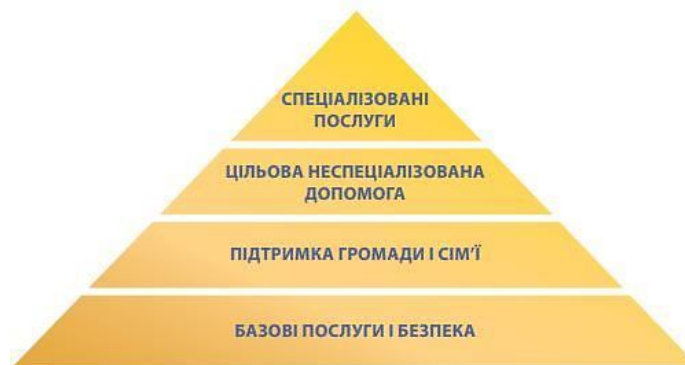 СПЕЦІАЛІЗОВАНІ
ПОСЛУГИ
ЦІЛЬОВА НЕСПЕЦІАЛІЗОВАНА
ДОПОМОГА
ПІДТРИМКА ГРОМАДИ І СІМ’Ї
БАЗОВІ ПОСЛУГИ І БЕЗПЕКА